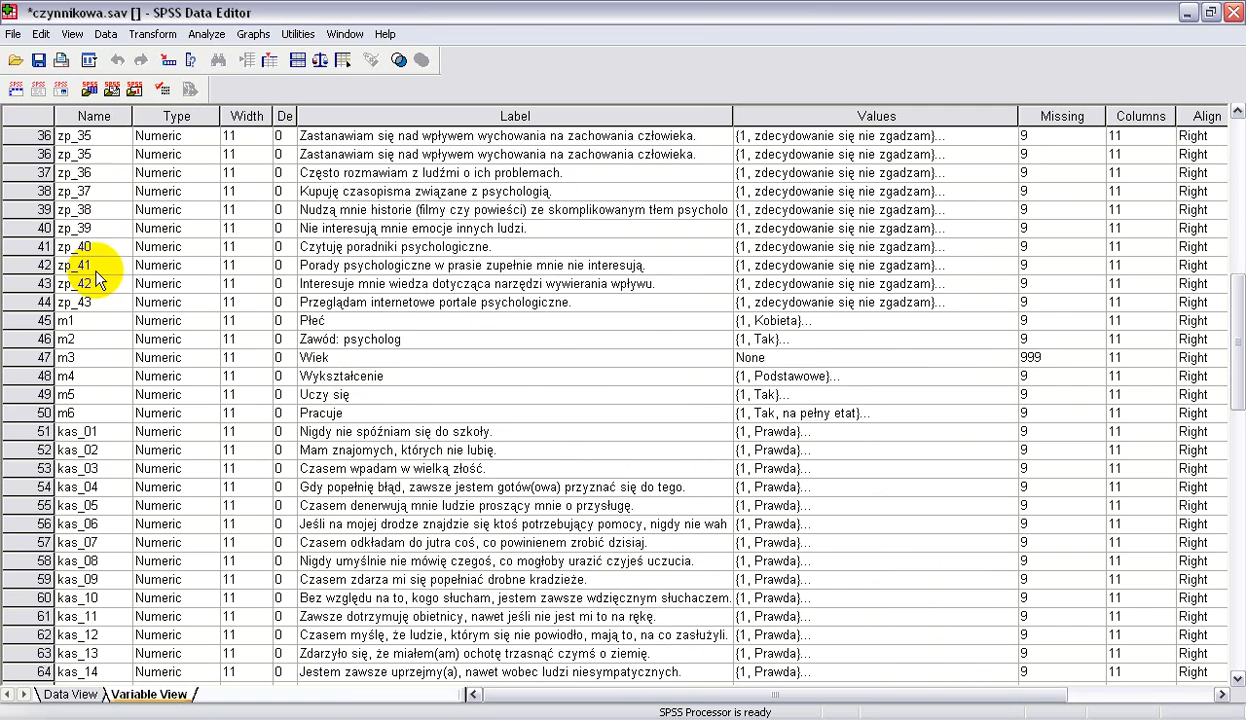 *czynnikowa.sav [] - SPSS Data Editor
File Edit View Data Transform Analyze Graphs Utilities Window Help
Name Type Width De Label Values Missing Columns Align
36 zp_35 Numeric 11 0 Zastanawiam się nad wpływem wychowania na zachowania człowieka. {1, zdecydowanie się nie zgadzam}... 9 11 Right
36 zp_35 Numeric 11 0 Zastanawiam się nad wpływem wychowania na zachowania człowieka. {1, zdecydowanie się nie zgadzam}... 9 11 Right
37 zp_36 Numeric 11 0 Często rozmawiam z ludźmi o ich problemach. {1, zdecydowanie się nie zgadzam}... 9 11 Right
38 zp_37 Numeric 11 0 Kupuję czasopisma związane z psychologią. {1, zdecydowanie się nie zgadzam}... 9 11 Right
39 zp_38 Numeric 11 0 Nudzą mnie historie (filmy czy powieści) ze skomplikowanym tłem psycholo {1, zdecydowanie się nie zgadzam}... 9 11 Right
40 zp_39 Numeric 11 0 Nie interesują mnie emocje innych ludzi. {1, zdecydowanie się nie zgadzam}... 9 11 Right
41 zp_40 Numeric 11 0 Czytuję poradniki psychologiczne. {1, zdecydowanie się nie zgadzam}... 9 11 Right
42 zp_41 Numeric 11 0 Porady psychologiczne w prasie zupełnie mnie nie interesują. {1, zdecydowanie się nie zgadzam}... 9 11 Right
43 zp_42 Numeric 11 0 Interesuje mnie wiedza dotycząca narzędzi wywierania wpływu. {1, zdecydowanie się nie zgadzam}... 9 11 Right
44 zp_43 Numeric 11 0 Przeglądam internetowe portale psychologiczne. {1, zdecydowanie się nie zgadzam}... 9 11 Right
45 m1 Numeric 11 0 Płeć {1, Kobieta}... 9 11 Right
46 m2 Numeric 11 0 Zawód: psycholog {1, Tak}... 9 11 Right
47 m3 Numeric 11 0 Wiek None 999 11 Right
48 m4 Numeric 11 0 Wykształcenie {1, Podstawowe}... 9 11 Right
49 m5 Numeric 11 0 Uczy się {1, Tak}... 9 11 Right
50 m6 Numeric 11 0 Pracuje {1, Tak, na pełny etat}... 9 11 Right
51 kas_01 Numeric 11 0 Nigdy nie spóźniam się do szkoły. {1, Prawda}... 9 11 Right
52 kas_02 Numeric 11 0 Mam znajomych, których nie lubię. {1, Prawda}... 9 11 Right
53 kas_03 Numeric 11 0 Czasem wpadam w wielką złość. {1, Prawda}... 9 11 Right
54 kas_04 Numeric 11 0 Gdy popełnię błąd, zawsze jestem gotów(owa) przyznać się do tego. {1, Prawda}... 9 11 Right
55 kas_05 Numeric 11 0 Czasem denerwują mnie ludzie proszący mnie o przysługę. {1, Prawda}... 9 11 Right
56 kas_06 Numeric 11 0 Jeśli na mojej drodze znajdzie się ktoś potrzebujący pomocy, nigdy nie wah {1, Prawda}... 9 11 Right
57 kas_07 Numeric 11 0 Czasem odkładam do jutra coś, co powinienem zrobić dzisiaj. {1, Prawda}... 9 11 Right
58 kas_08 Numeric 11 0 Nigdy umyślnie nie mówię czegoś, co mogłoby urazić czyjeś uczucia. {1, Prawda}... 9 11 Right
59 kas_09 Numeric 11 0 Czasem zdarza mi się popełniać drobne kradzieże. {1, Prawda}... 9 11 Right
60 kas_10 Numeric 11 0 Bez względu na to, kogo słucham, jestem zawsze wdzięcznym słuchaczem. {1, Prawda}... 9 11 Right
61 kas_11 Numeric 11 0 Zawsze dotrzymuję obietnicy, nawet jeśli nie jest mi to na rękę. {1, Prawda}... 9 11 Right
62 kas_12 Numeric 11 0 Czasem myślę, że ludzie, którym się nie powiodło, mają to, na co zasłużyli. {1, Prawda}... 9 11 Right
63 kas_13 Numeric 11 0 Zdarzyło się, że miałem(am) ochotę trzasnąć czymś o ziemię. {1, Prawda}... 9 11 Right
64 kas_14 Numeric 11 0 Jestem zawsze uprzejmy(a), nawet wobec ludzi niesympatycznych. {1, Prawda}... 9 11 Right
Data View Variable View
SPSS Processor is ready